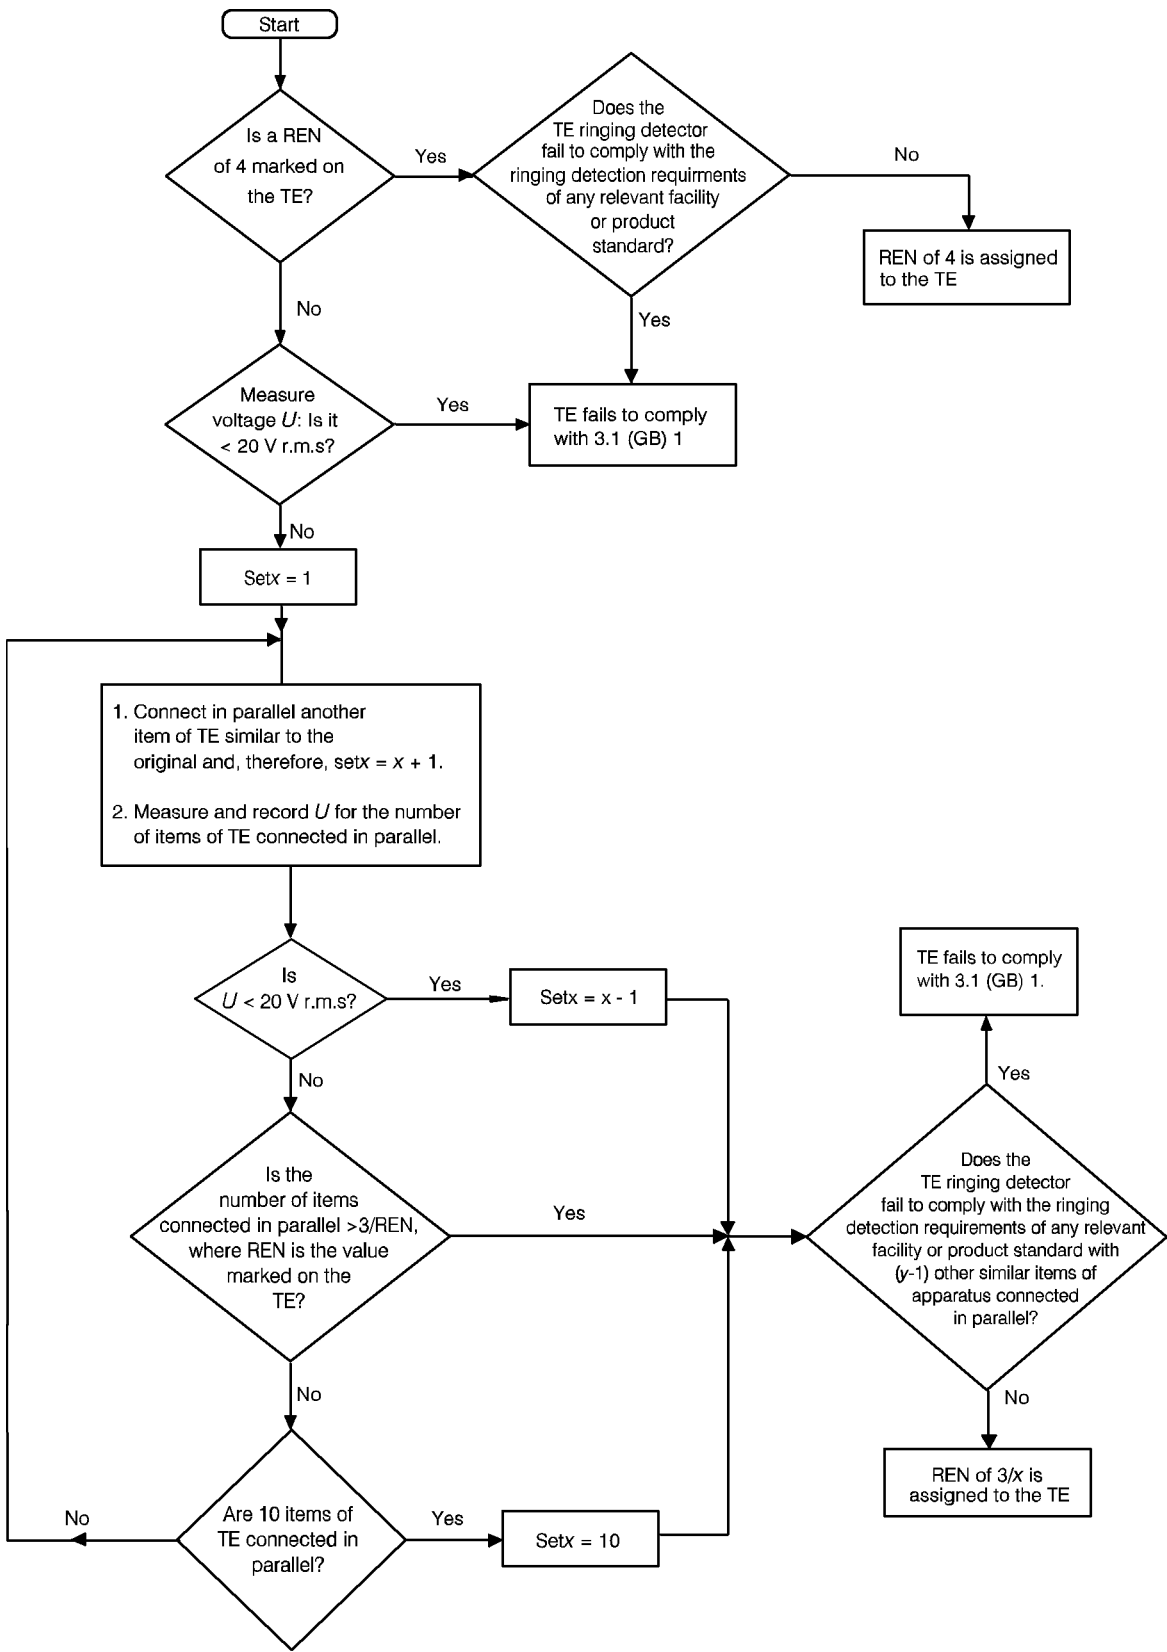 Start
Is a REN
of 4 marked on
the TE?
Yes
Does the
TE ringing detector
fail to comply with the
ringing detection requirments
of any relevant facility
or product
standard?
No
REN of 4 is assigned
to the TE
No
Yes
Measure
voltage U: Is it
< 20 V r.m.s?
Yes
TE fails to comply
with 3.1 (GB) 1
No
Setx = 1
1. Connect in parallel another
item of TE similar to the
original and, therefore, setx = x + 1.
2. Measure and record U for the number
of items of TE connected in parallel.
Is
U < 20 V r.m.s?
Yes
Setx = x - 1
TE fails to comply
with 3.1 (GB) 1.
No
Yes
Is the
number of items
connected in parallel >3/REN,
where REN is the value
marked on the
TE?
Yes
Does the
TE ringing detector
fail to comply with the ringing
detection requirements of any relevant
facility or product standard with
(y-1) other similar items of
apparatus connected
in parallel?
No
No
REN of 3/x is
assigned to the TE
Are 10 items of
TE connected in
parallel?
No
Yes
Setx = 10